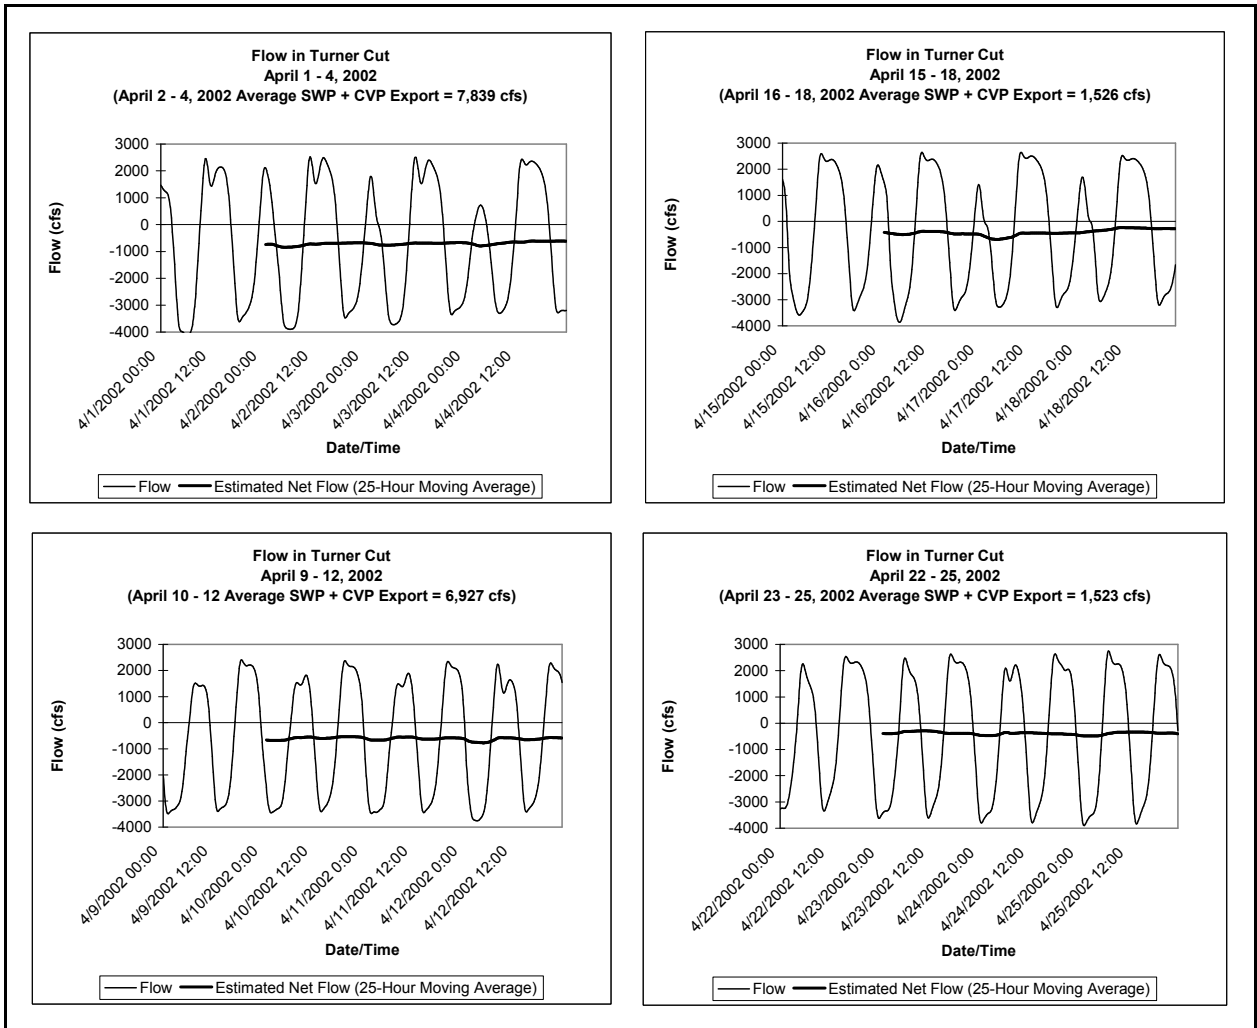 Flow in Turner Cut
April 1 - 4, 2002
(April 2 - 4, 2002 Average SWP + CVP Export = 7,839 cfs)
3000
2000
1000
0
-1000
-2000
-3000
-4000
Flow (cfs)
4/1/2002 00:00
4/1/2002 12:00
4/2/2002 00:00
4/2/2002 12:00
4/3/2002 00:00
4/3/2002 12:00
4/4/2002 00:00
4/4/2002 12:00
Date/Time
Flow
Estimated Net Flow (25-Hour Moving Average)
Flow in Turner Cut
April 15 - 18, 2002
(April 16 - 18, 2002 Average SWP + CVP Export = 1,526 cfs)
3000
2000
1000
0
-1000
-2000
-3000
-4000
Flow (cfs)
4/15/2002 00:00
4/15/2002 12:00
4/16/2002 0:00
4/16/2002 12:00
4/17/2002 0:00
4/17/2002 12:00
4/18/2002 0:00
4/18/2002 12:00
Date/Time
Flow
Estimated Net Flow (25-Hour Moving Average)
Flow in Turner Cut
April 9 - 12, 2002
(April 10 - 12 Average SWP + CVP Export = 6,927 cfs)
3000
2000
1000
0
-1000
-2000
-3000
-4000
Flow (cfs)
4/9/2002 00:00
4/9/2002 12:00
4/10/2002 0:00
4/10/2002 12:00
4/11/2002 0:00
4/11/2002 12:00
4/12/2002 0:00
4/12/2002 12:00
Date/Time
Flow
Estimated Net Flow (25-Hour Moving Average)
Flow in Turner Cut
April 22 - 25, 2002
(April 23 - 25, 2002 Average SWP + CVP Export = 1,523 cfs)
3000
2000
1000
0
-1000
-2000
-3000
-4000
Flow (cfs)
4/22/2002 00:00
4/22/2002 12:00
4/23/2002 0:00
4/23/2002 12:00
4/24/2002 0:00
4/24/2002 12:00
4/25/2002 0:00
4/25/2002 12:00
Date/Time
Flow
Estimated Net Flow (25-Hour Moving Average)